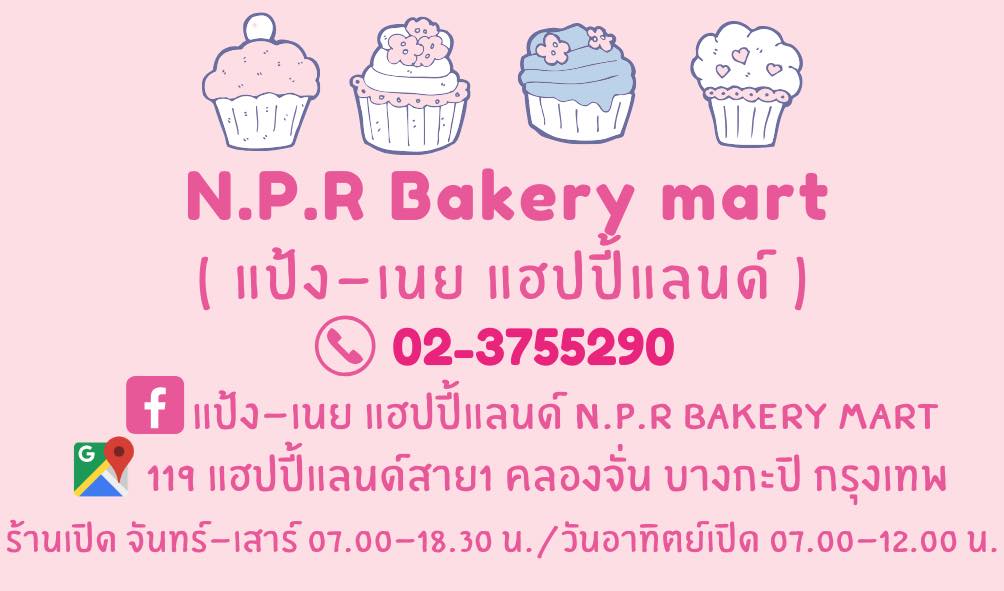 N.P.R Bakery mart
( แป้ง-เนย แฮปปี้แลนด์ )
02-3755290
แป้ง-เนย แฮปปี้แลนด์ N.P.R BAKERY MART
119 แฮปปี้แลนด์สาย1 คลองจั่น บางกะปิ กรุงเทพ
ร้านเปิด จันทร์-เสาร์ 07.00-18.30 น./วันอาทิตย์เปิด 07.00-12.00 น.